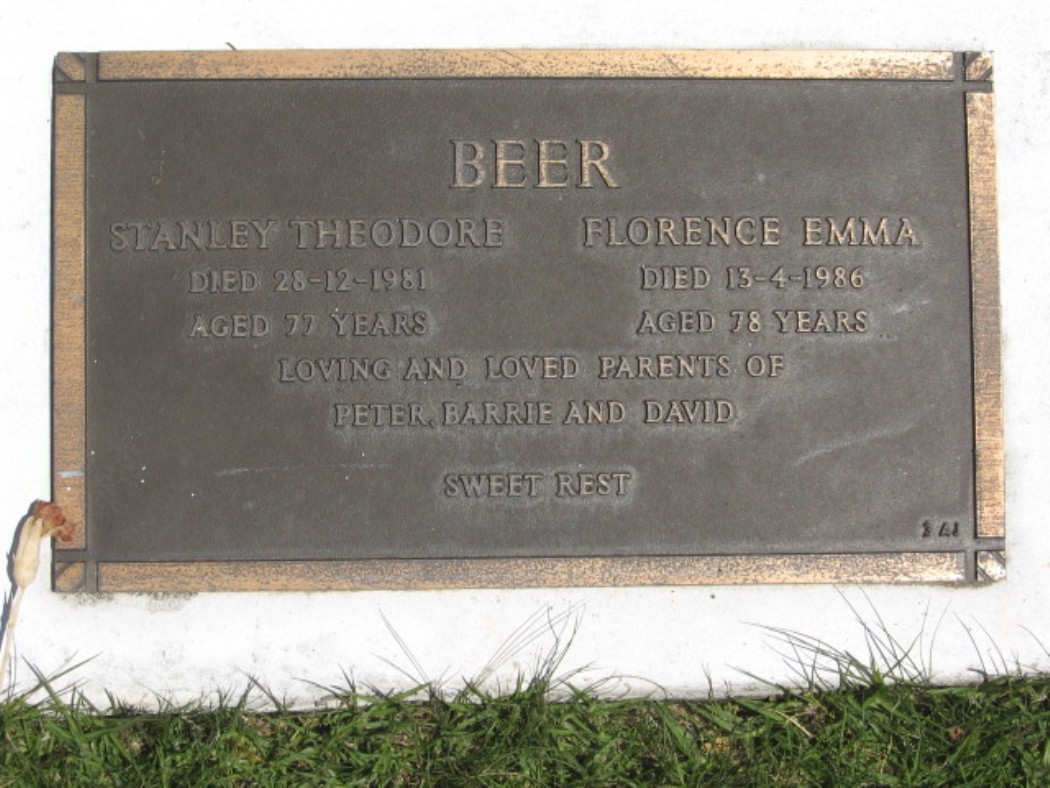 BEER
STANLEY THEODORE FLORENCE EMMA
DIED 28-12-1981 DIED 13-4-1986
AGED 77 YEARS AGED 78 YEARS
LOVING AND LOVED PARENTS OF
PETER, BARRIE AND DAVID
SWEET REST